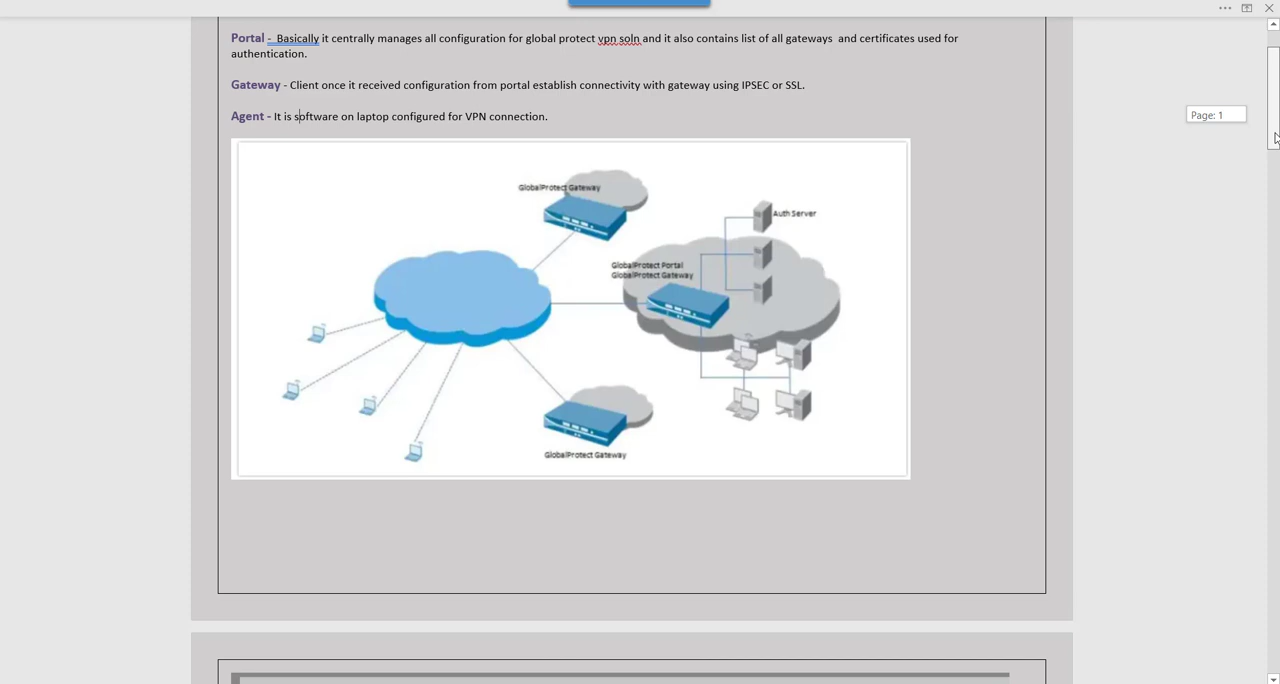 Portal - Basically it centrally manages all configuration for global protect vpn soln and it also contains list of all gateways and certificates used for
authentication.
Gateway - Client once it received configuration from portal establish connectivity with gateway using IPSEC or SSL.
Page: 1
Agent - It is software on laptop configured for VPN connection.
GlobalProtect Gateway
Auth Server
GlobalProtect Portal
GlobalProtect Gateway
GlobalProtect Gateway